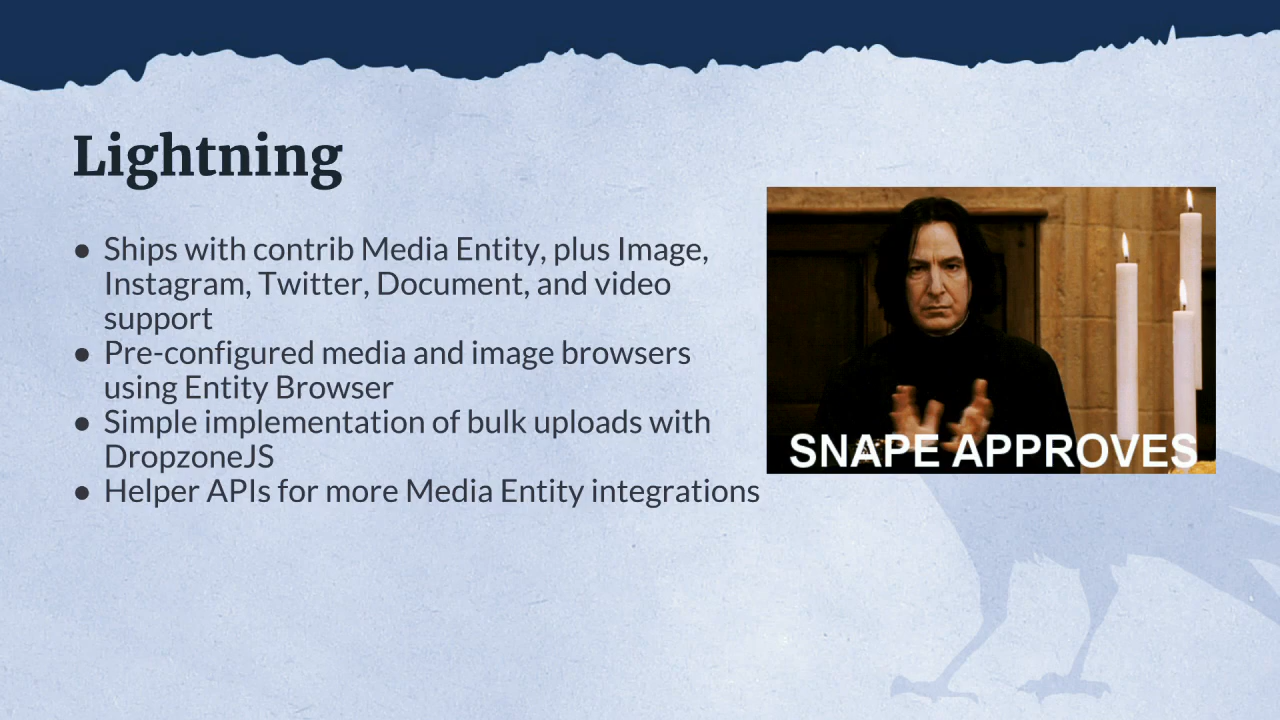 Lightning
● Ships with contrib Media Entity, plus Image,
Instagram, Twitter, Document, and video
support
● Pre-configured media and image browsers
using Entity Browser
● Simple implementation of bulk uploads with
DropzoneJS
● Helper APIs for more Media Entity integrations
SNAPE APPROVES